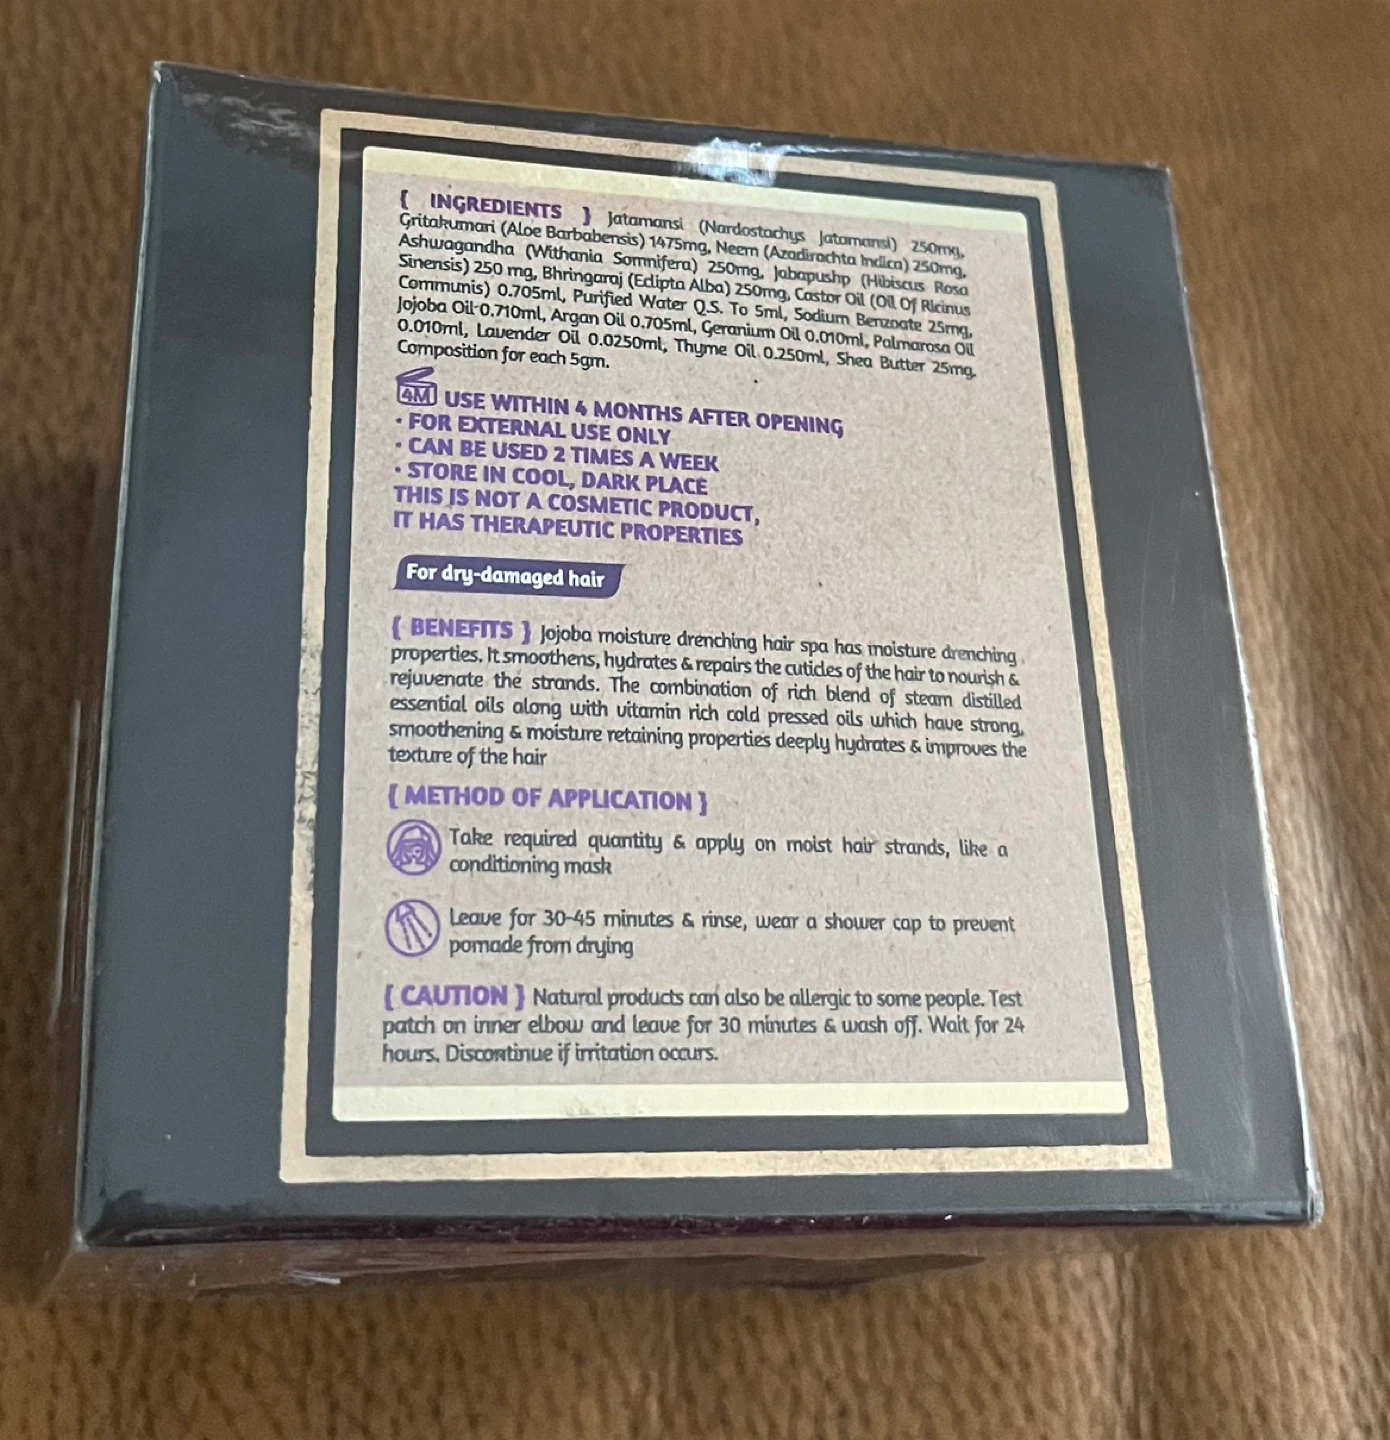 { INGREDIENTS } Jatamansi (Nardostachys Jatamansi) 250mg,
Gritakumari (Aloe Barbabensis) 1475mg, Neem (Azadirachta Indica) 250mg,
Ashwagandha (Withania Somnifera) 250mg, Jabapushp (Hibiscus Rosa
Sinensis) 250 mg, Bhringaraj (Eclipta Alba) 250mg, Castor Oil (Oil Of Ricinus
Communis) 0.705ml, Purified Water Q.S. To 5ml, Sodium Benzoate 25mg,
Jojoba Oil 0.710ml, Argan Oil 0.705ml, Geranium Oil 0.010ml, Palmarosa Oil
0.010ml, Lavender Oil 0.0250ml, Thyme Oil 0.250ml, Shea Butter 25mg.
Composition for each 5gm.
4M USE WITHIN 4 MONTHS AFTER OPENING
• FOR EXTERNAL USE ONLY
• CAN BE USED 2 TIMES A WEEK
• STORE IN COOL, DARK PLACE
THIS IS NOT A COSMETIC PRODUCT,
IT HAS THERAPEUTIC PROPERTIES
For dry-damaged hair
{ BENEFITS } Jojoba moisture drenching hair spa has moisture drenching
properties. It smoothens, hydrates & repairs the cuticles of the hair to nourish &
rejuvenate the strands. The combination of rich blend of steam distilled
essential oils along with vitamin rich cold pressed oils which have strong,
smoothening & moisture retaining properties deeply hydrates & improves the
texture of the hair
{ METHOD OF APPLICATION }
Take required quantity & apply on moist hair strands, like a
conditioning mask
Leave for 30-45 minutes & rinse, wear a shower cap to prevent
pomade from drying
{ CAUTION } Natural products can also be allergic to some people. Test
patch on inner elbow and leave for 30 minutes & wash off. Wait for 24
hours. Discontinue if irritation occurs.